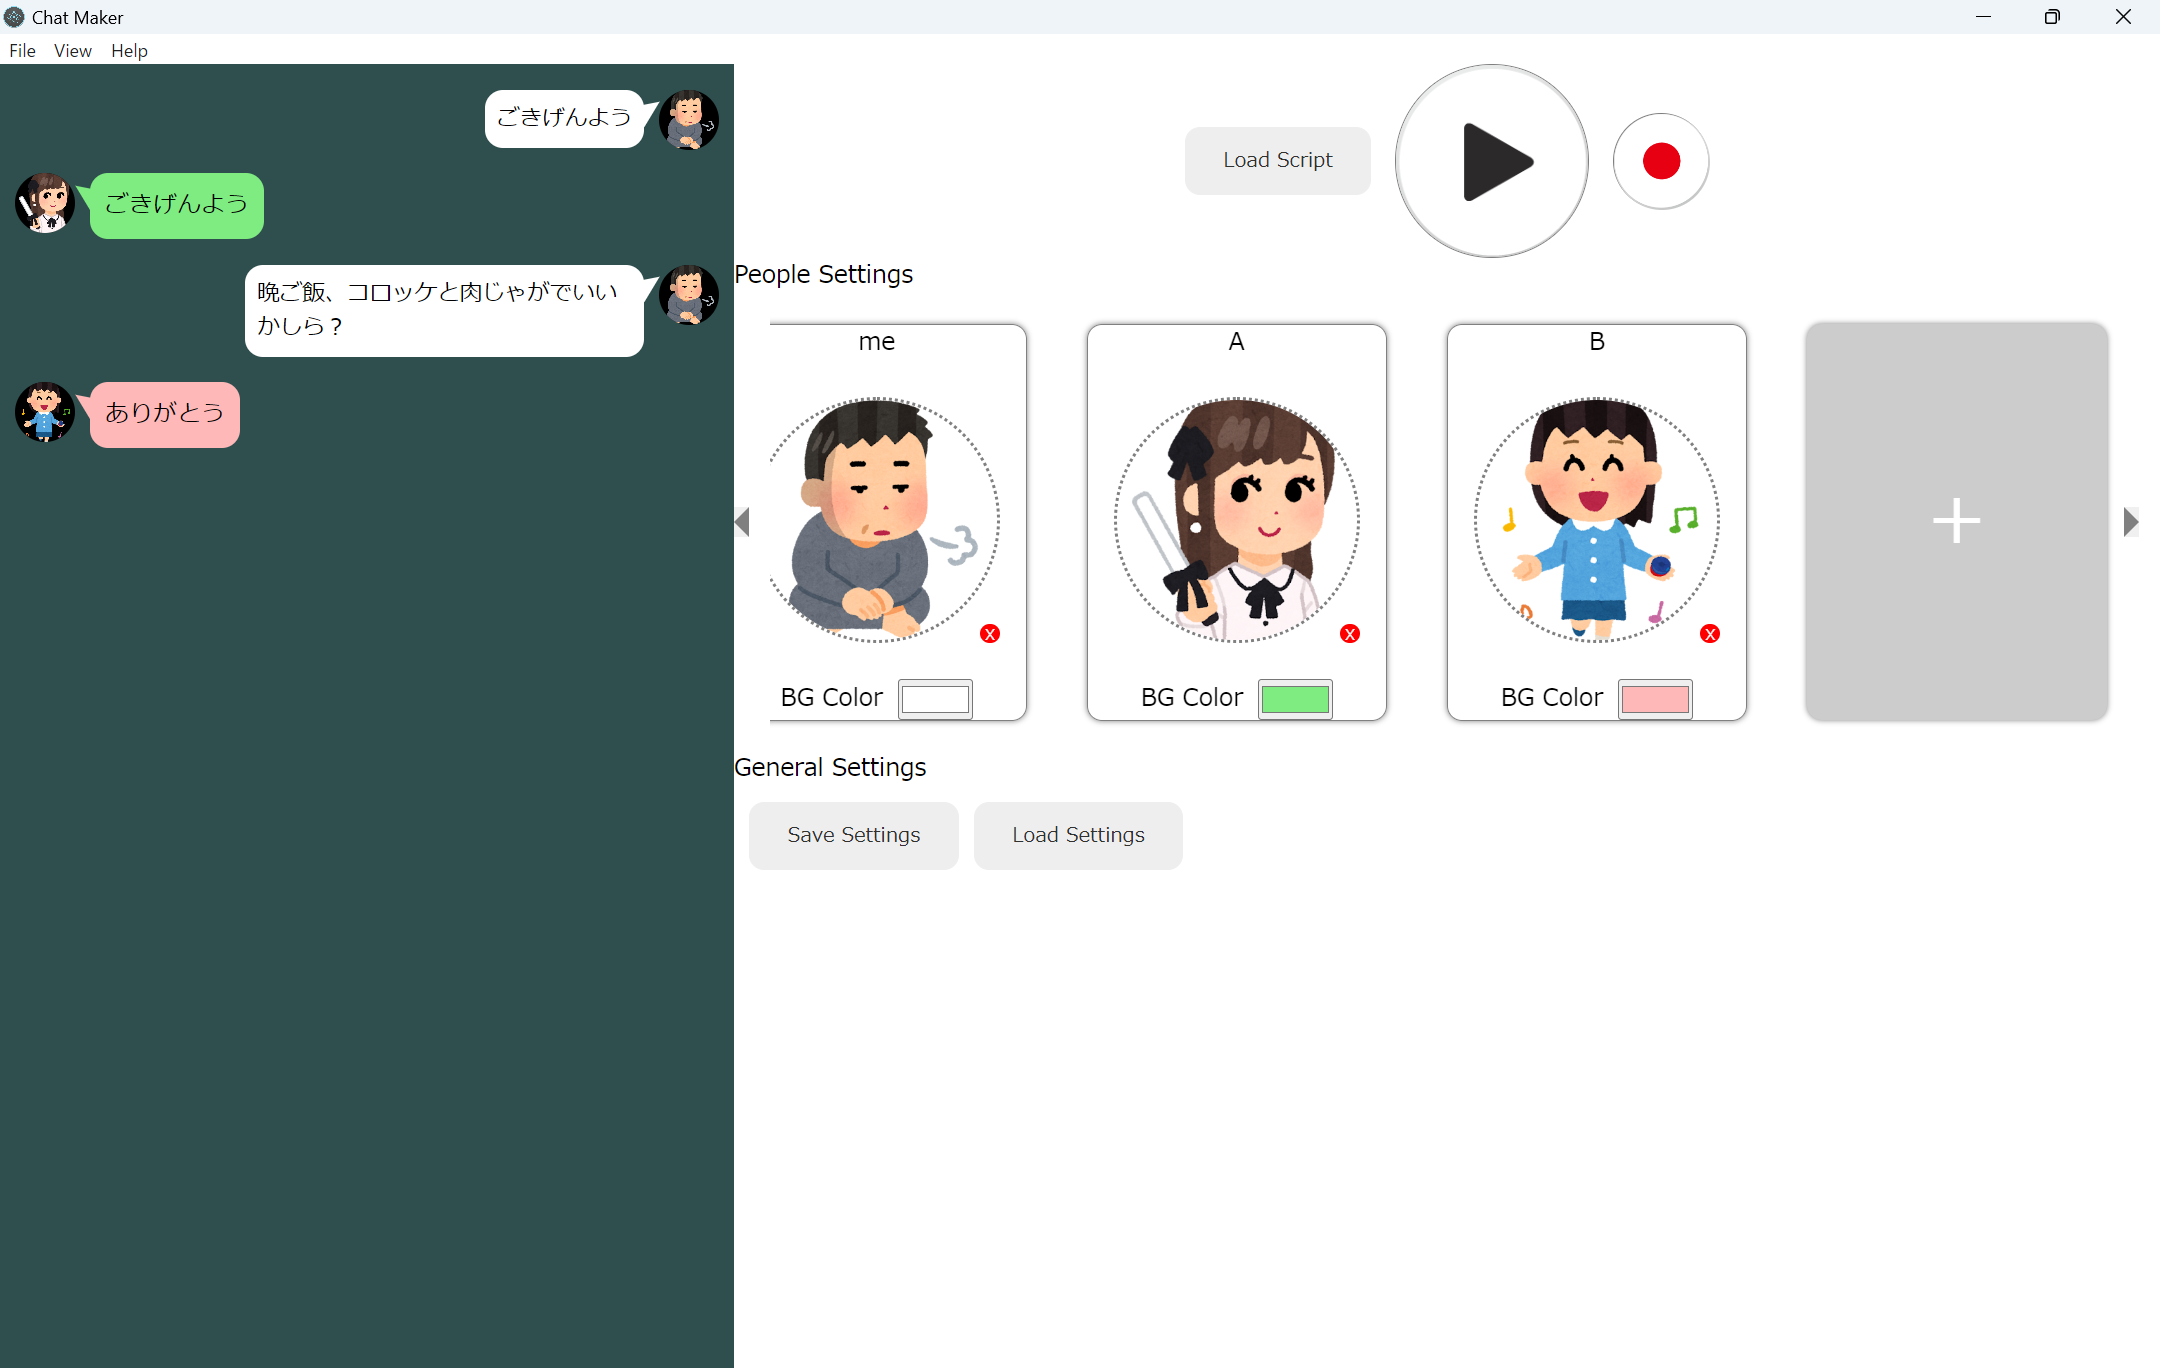 Chat Maker
File View Help
ごきげんよう
ごきげんよう
晩ご飯、コロッケと肉じゃがでいい
かしら？
ありがとう
Load Script
People Settings
me
A
B
x
x
x
BG Color
BG Color
BG Color
General Settings
Save Settings
Load Settings